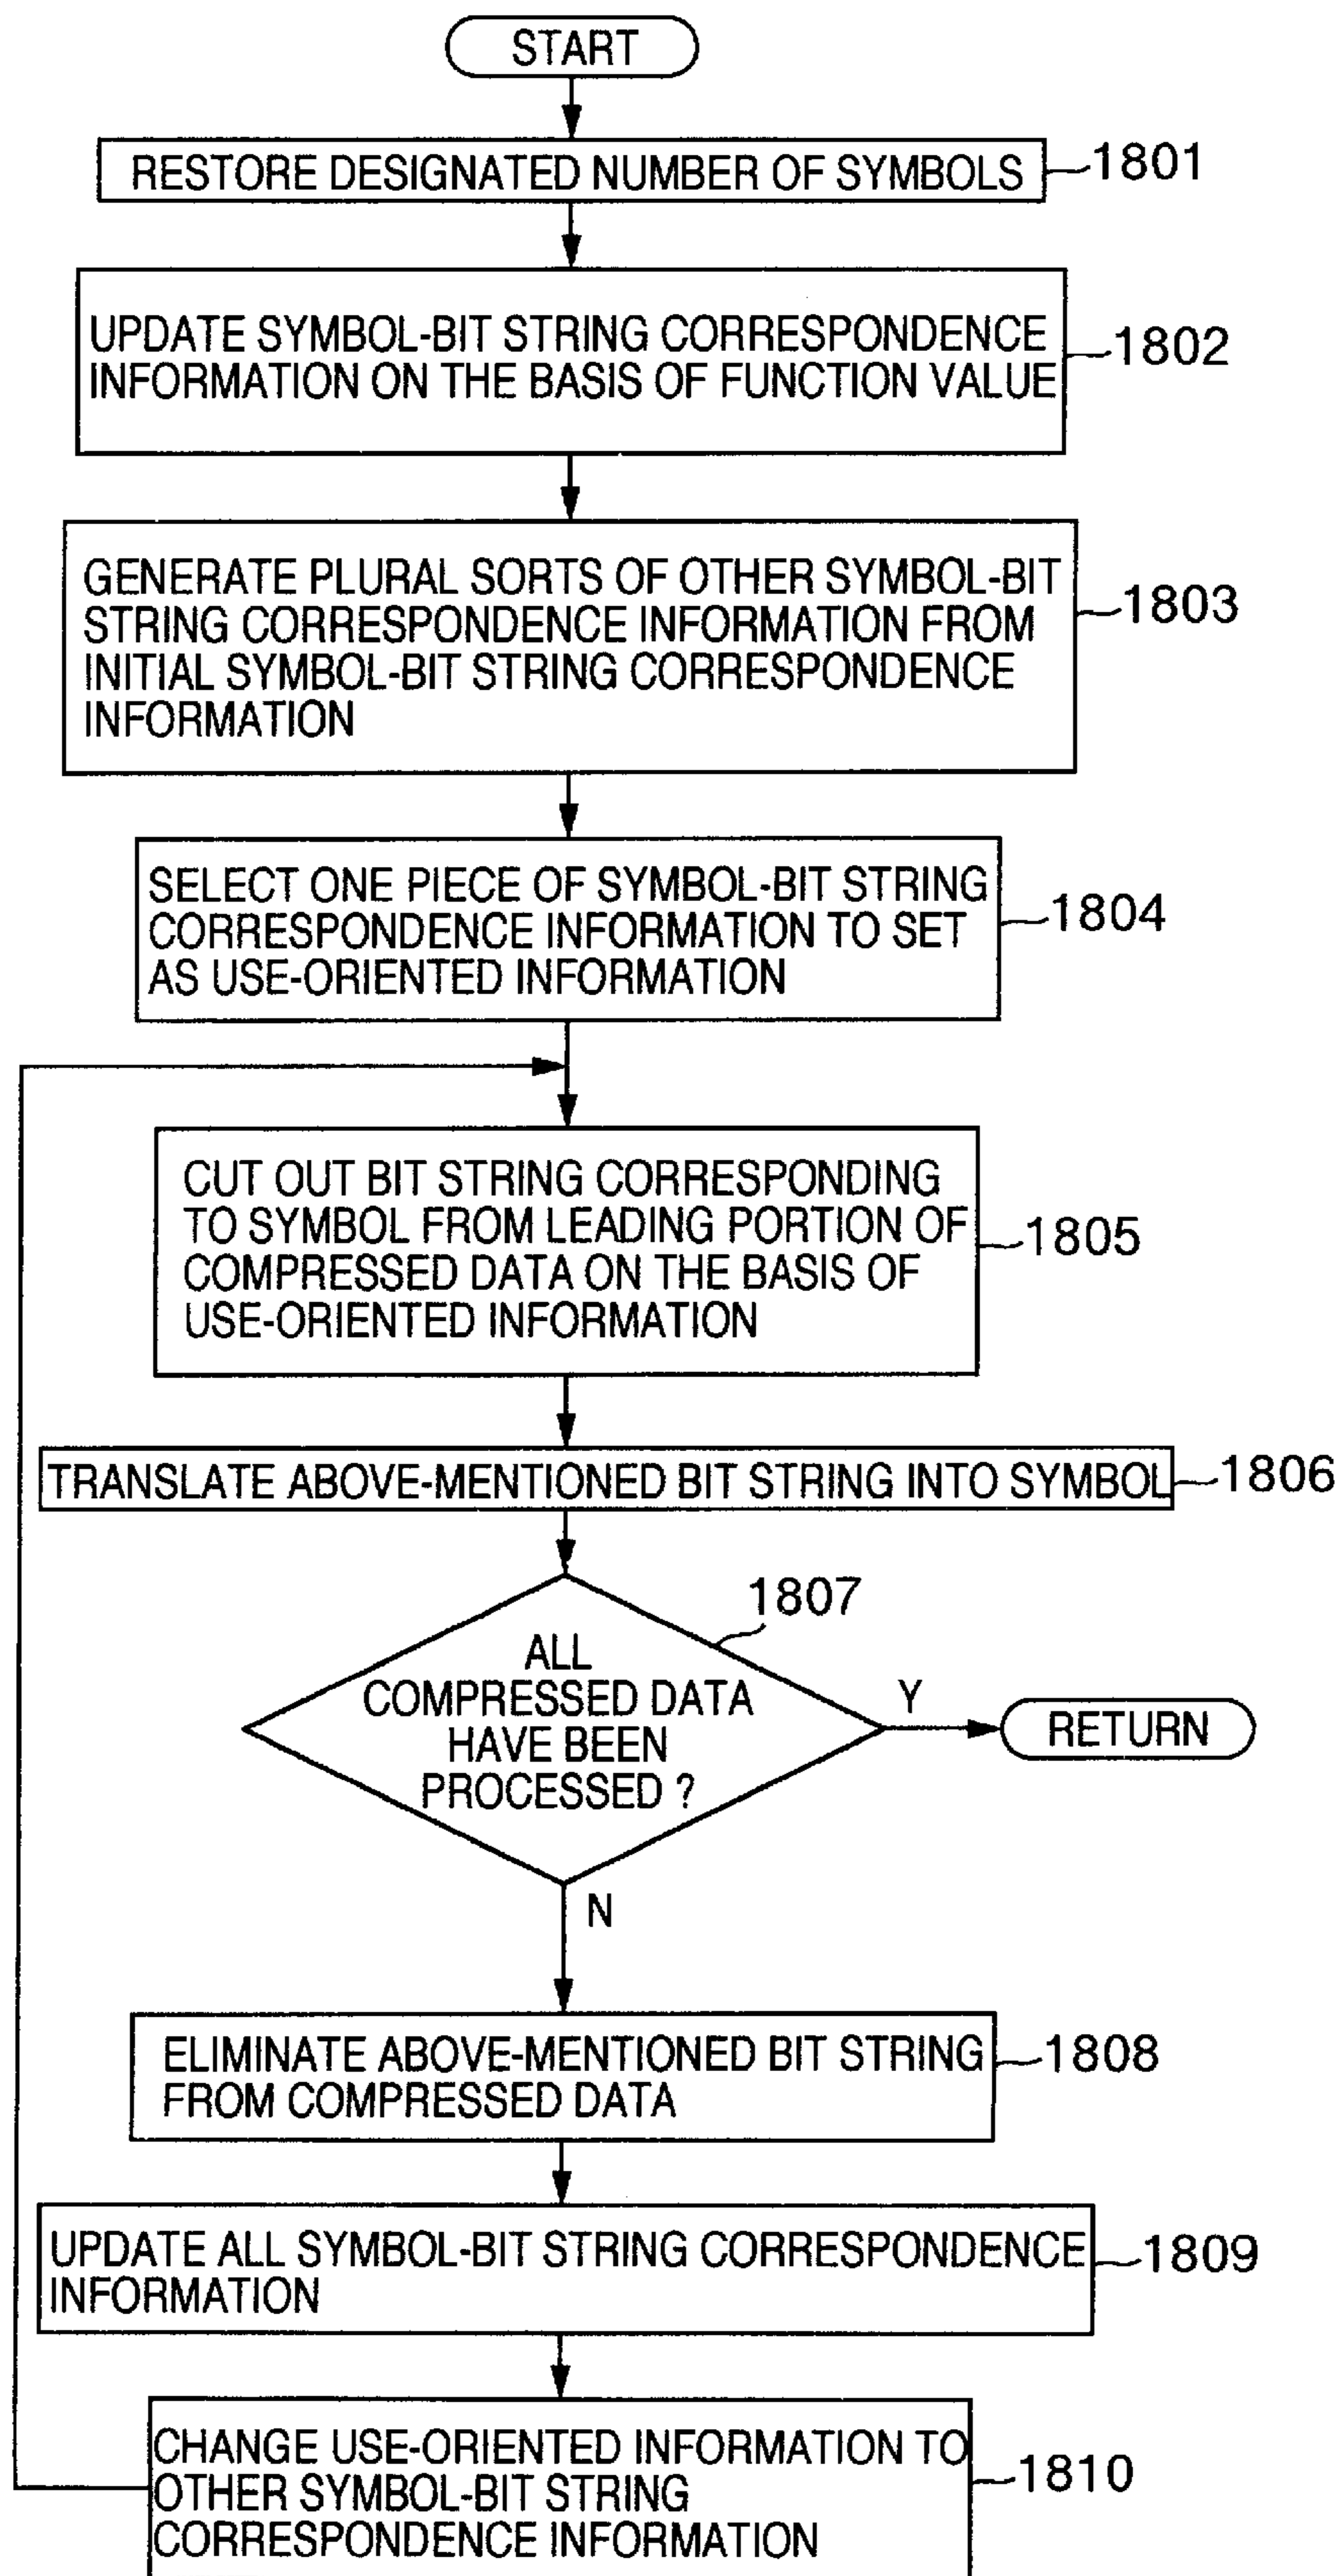 START
RESTORE DESIGNATED NUMBER OF SYMBOLS
1801
UPDATE SYMBOL-BIT STRING CORRESPONDENCE
INFORMATION ON THE BASIS OF FUNCTION VALUE
1802
GENERATE PLURAL SORTS OF OTHER SYMBOL-BIT
STRING CORRESPONDENCE INFORMATION FROM
INITIAL SYMBOL-BIT STRING CORRESPONDENCE
INFORMATION
1803
SELECT ONE PIECE OF SYMBOL-BIT STRING
CORRESPONDENCE INFORMATION TO SET
AS USE-ORIENTED INFORMATION
1804
CUT OUT BIT STRING CORRESPONDING
TO SYMBOL FROM LEADING PORTION OF
COMPRESSED DATA ON THE BASIS OF
USE-ORIENTED INFORMATION
1805
TRANSLATE ABOVE-MENTIONED BIT STRING INTO SYMBOL
1806
1807
ALL
COMPRESSED DATA
HAVE BEEN
PROCESSED ?
Y
RETURN
N
ELIMINATE ABOVE-MENTIONED BIT STRING
FROM COMPRESSED DATA
1808
UPDATE ALL SYMBOL-BIT STRING CORRESPONDENCE
INFORMATION
1809
CHANGE USE-ORIENTED INFORMATION TO
OTHER SYMBOL-BIT STRING
CORRESPONDENCE INFORMATION
1810